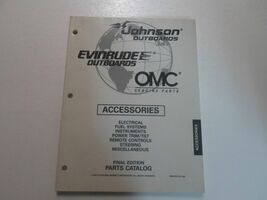 Johnson
OUTBOARDS
EVINRUDE
OUTBOARDS
OMC
GENUINE PARTS
ACCESSORIES
ELECTRICAL
FUEL SYSTEMS
INSTRUMENTS
POWER TRIM/TILT
REMOTE CONTROLS
STEERING
MISCELLANEOUS
ACCESSORIES
FINAL EDITION
PARTS CATALOG